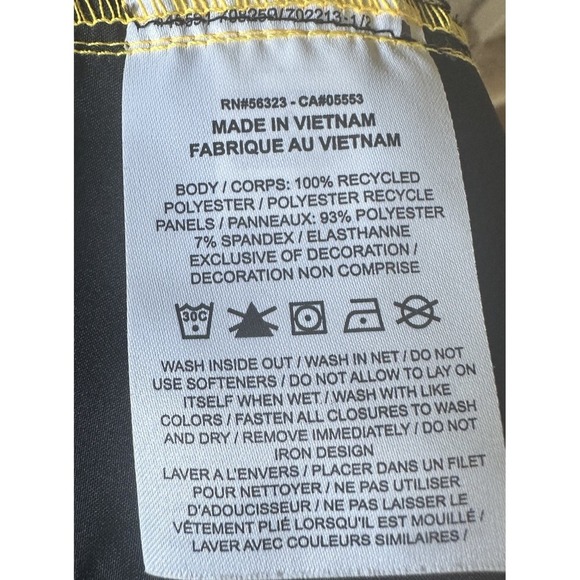 RN#56323 - CA#05553
MADE IN VIETNAM
FABRIQUE AU VIETNAM
BODY / CORPS: 100% RECYCLED
POLYESTER / POLYESTER RECYCLE
PANELS / PANNEAUX: 93% POLYESTER
7% SPANDEX / ELASTHANNE
EXCLUSIVE OF DECORATION /
DECORATION NON COMPRISE
30C
WASH INSIDE OUT / WASH IN NET / DO NOT
USE SOFTENERS / DO NOT ALLOW TO LAY ON
ITSELF WHEN WET / WASH WITH LIKE
COLORS / FASTEN ALL CLOSURES TO WASH
AND DRY / REMOVE IMMEDIATELY / DO NOT
IRON DESIGN
LAVER A L'ENVERS / PLACER DANS UN FILET
POUR NETTOYER / NE PAS UTILISER
D'ADOUCISSEUR / NE PAS LAISSER LE
VÊTEMENT PLIÉ LORSQU'IL EST MOUILLÉ /
LAVER AVEC COULEURS SIMILAIRES /